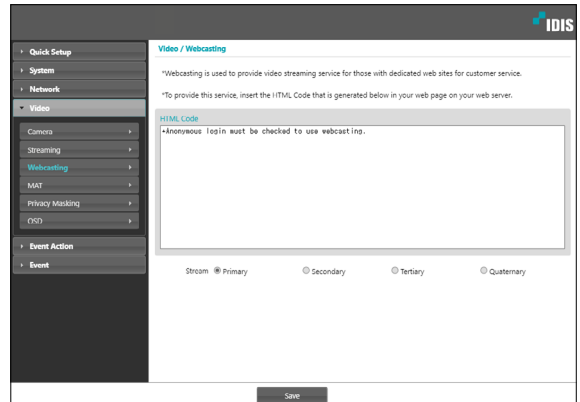 IDIS
Quick Setup
System
Network
Video
Camera
Streaming
Webcasting
MAT
Privacy Masking
OSD
Event Action
Event
Video / Webcasting
*Webcasting is used to provide video streaming service for those with dedicated web sites for customer service.
*To provide this service, insert the HTML Code that is generated below in your web page on your web server.
HTML Code
*Anonymous login must be checked to use webcasting.
Stream Primary Secondary Tertiary Quaternary
Save